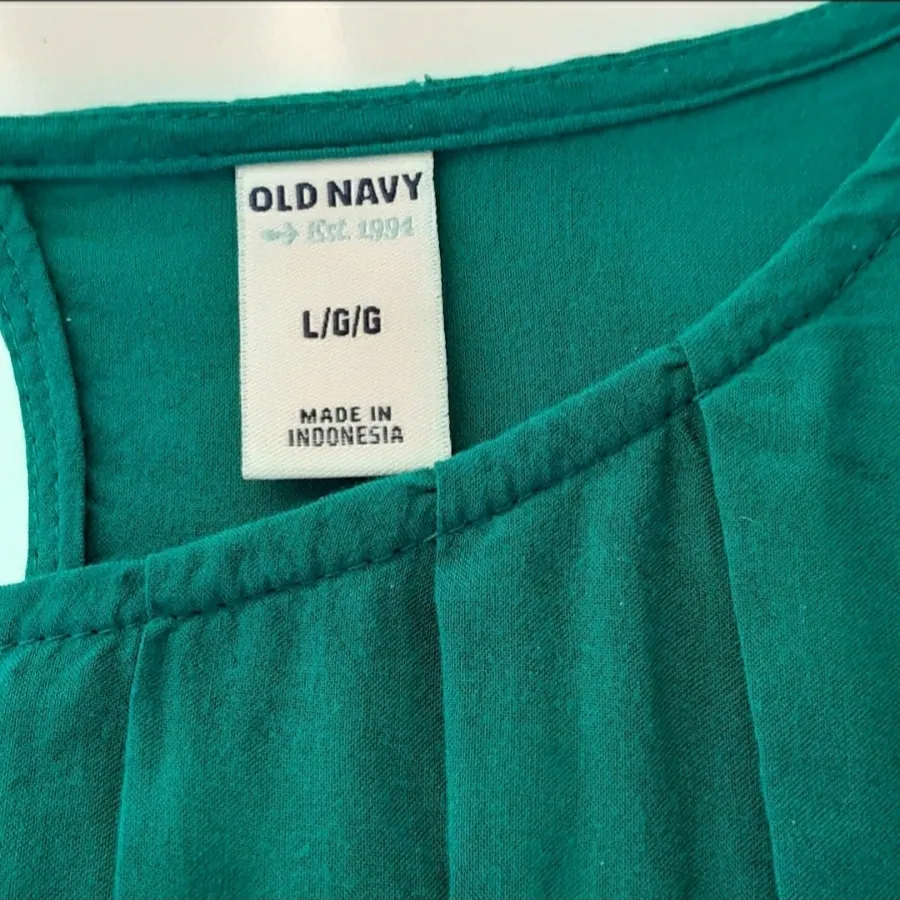 OLD NAVY
Est. 1994
L/G/G
MADE IN
INDONESIA